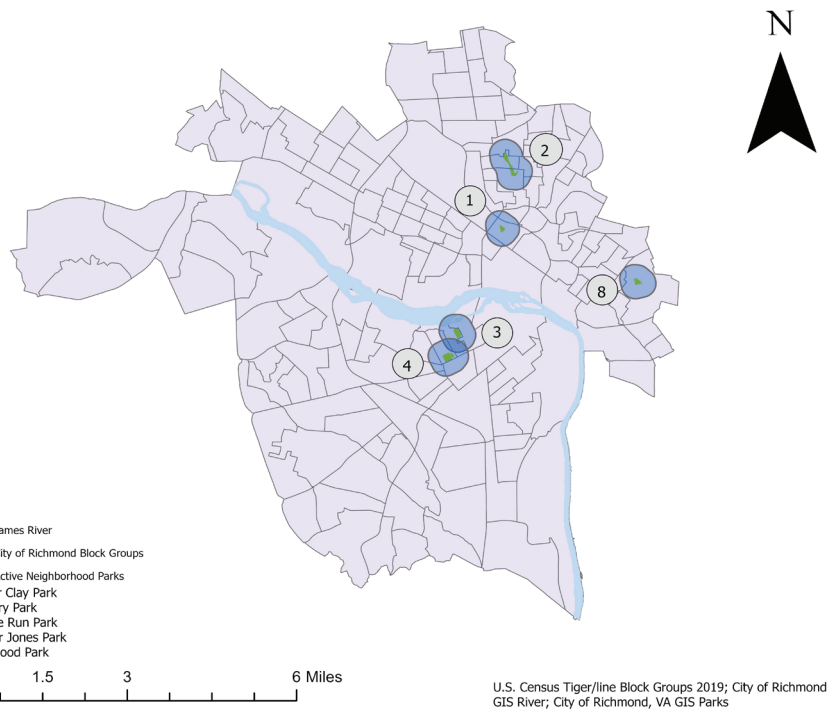 N
2
1
8
3
4
ames River
ity of Richmond Block Groups
ctive Neighborhood Parks
r Clay Park
ry Park
e Run Park
r Jones Park
ood Park
1.5 3 6 Miles
U.S. Census Tiger/line Block Groups 2019; City of Richmond
GIS River; City of Richmond, VA GIS Parks